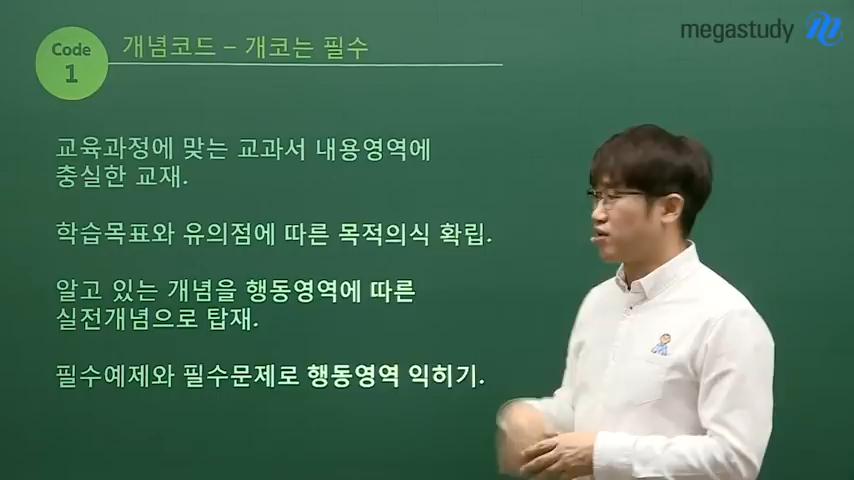 megastudy
Code
1
개념코드 – 개코는 필수
교육과정에 맞는 교과서 내용영역에
충실한 교재.
학습목표와 유의점에 따른 목적의식 확립.
알고 있는 개념을 행동영역에 따른
실전개념으로 탑재.
필수예제와 필수문제로 행동영역 익히기.